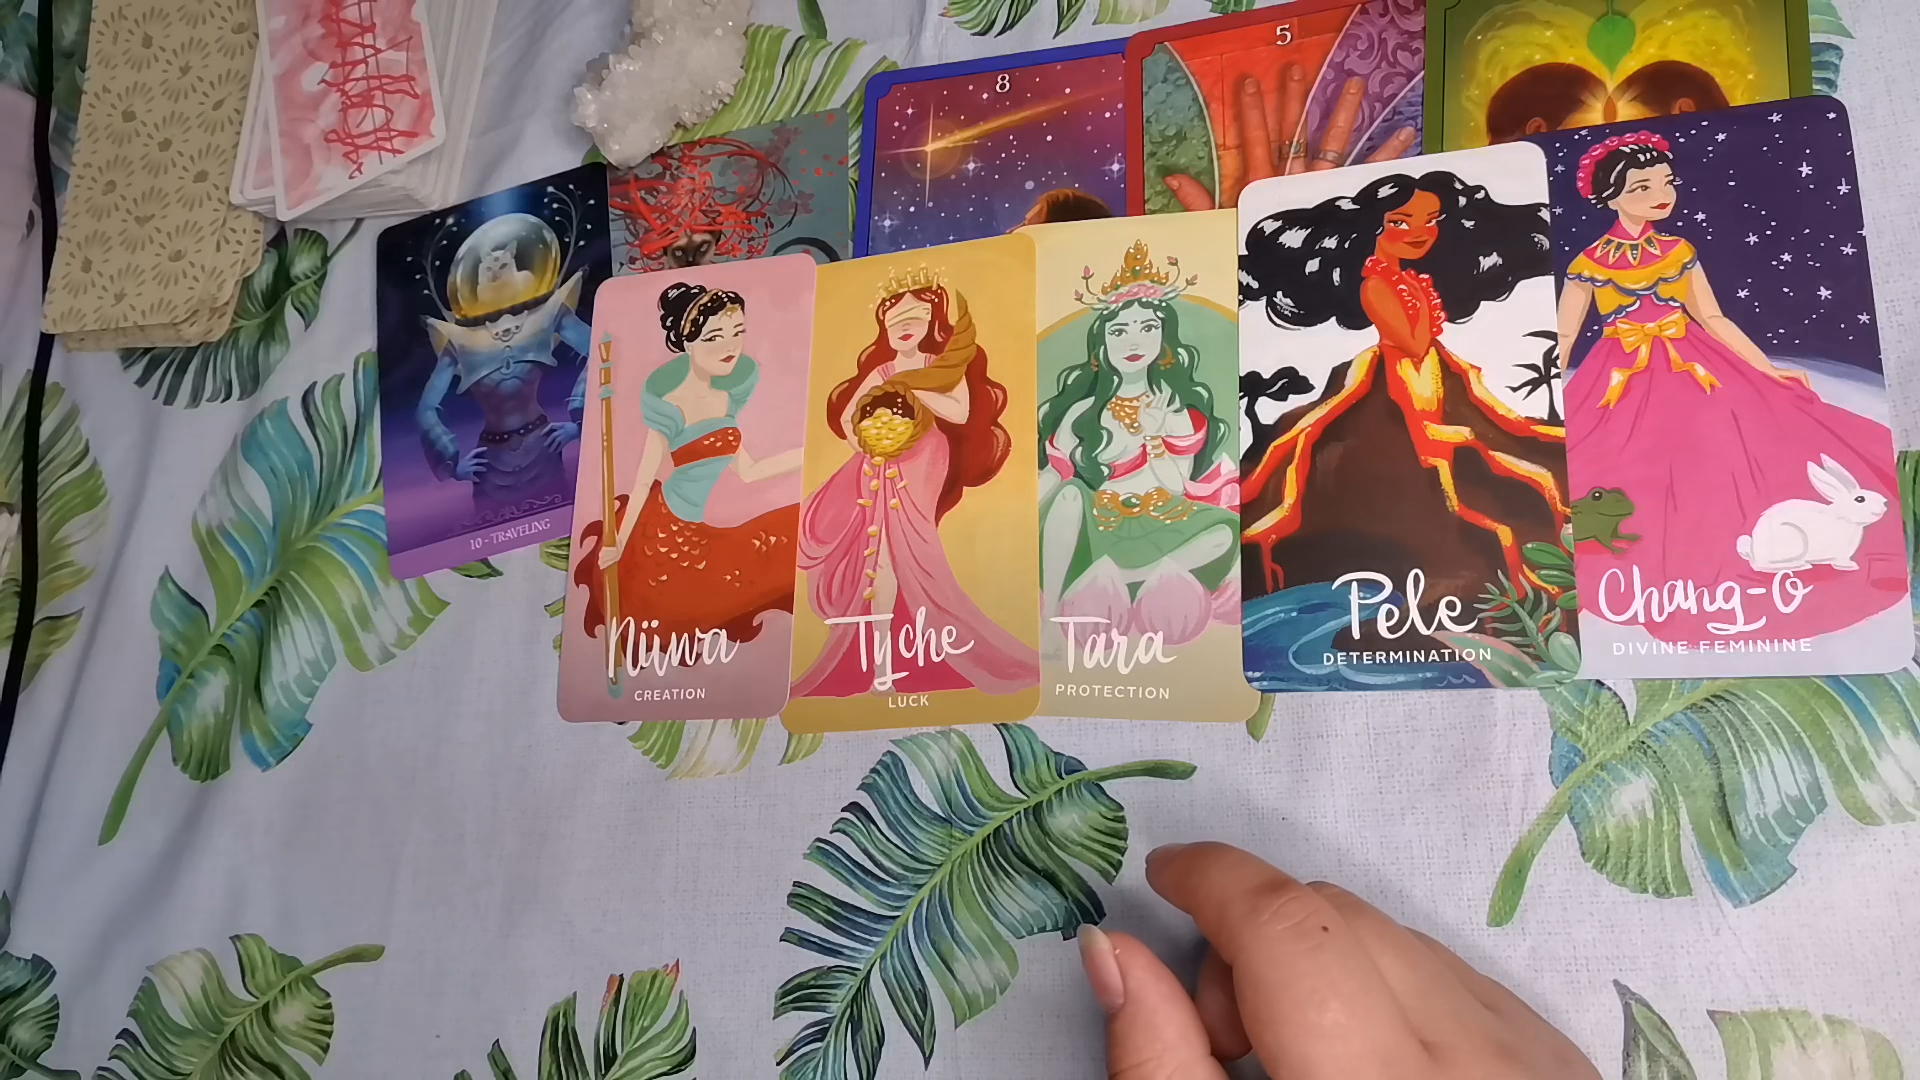 8
5
10 - TRAVELING
Nüwa
CREATION
Tyche
LUCK
Tara
PROTECTION
Pele
DETERMINATION
Chang-O
DIVINE FEMININE